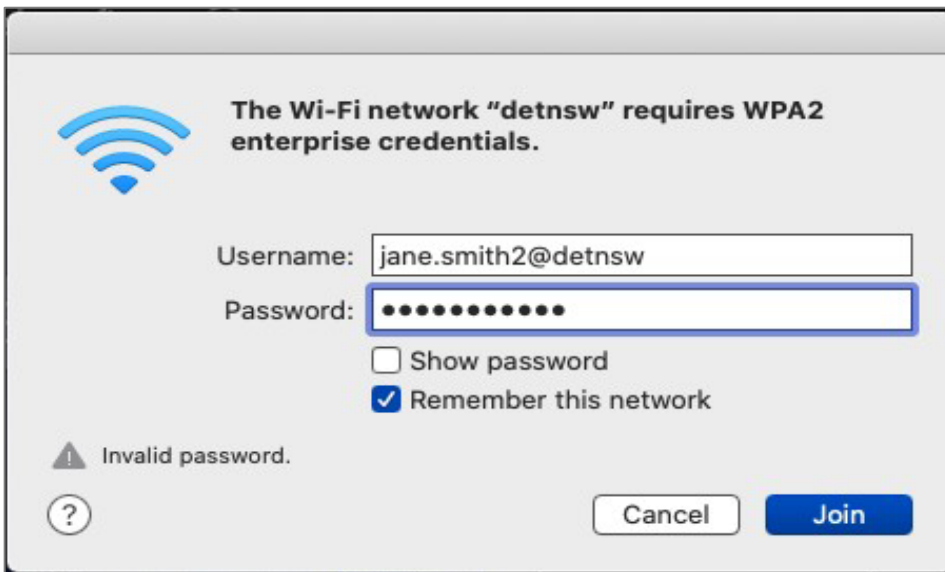 The Wi-Fi network “detnsw” requires WPA2
enterprise credentials.
Username: jane.smith2@detnsw
Password: •••••••••••
Show password
Remember this network
Invalid password.
?
Cancel Join